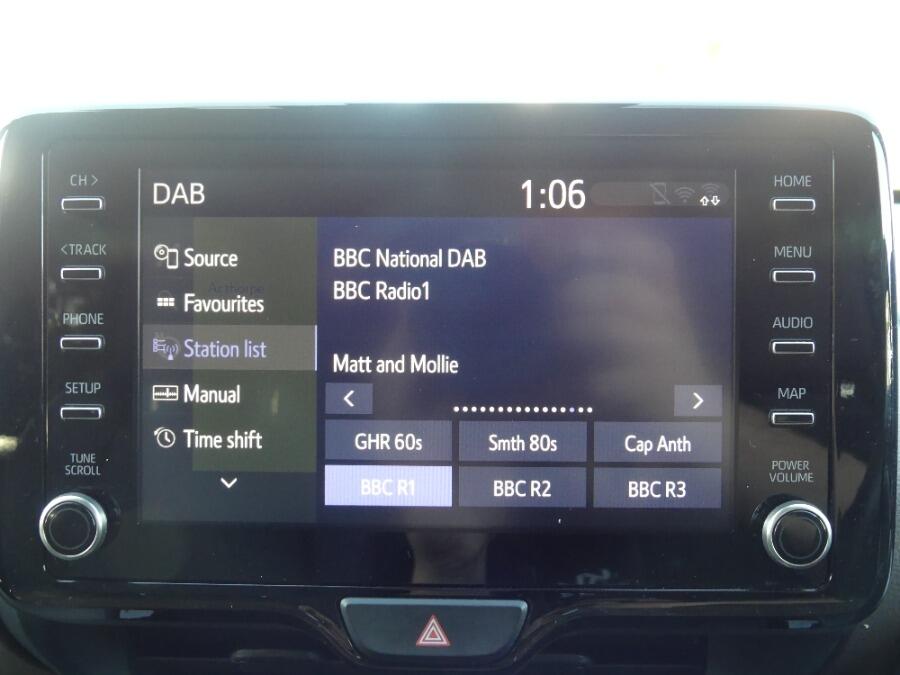 CH >
<TRACK
PHONE
SETUP
TUNE
SCROLL
DAB
1:06
Source
Favourites
Station list
Manual
Time shift
BBC National DAB
BBC Radio1
Matt and Mollie
GHR 60s
Smth 80s
Cap Anth
BBC R1
BBC R2
BBC R3
HOME
MENU
AUDIO
MAP
POWER
VOLUME